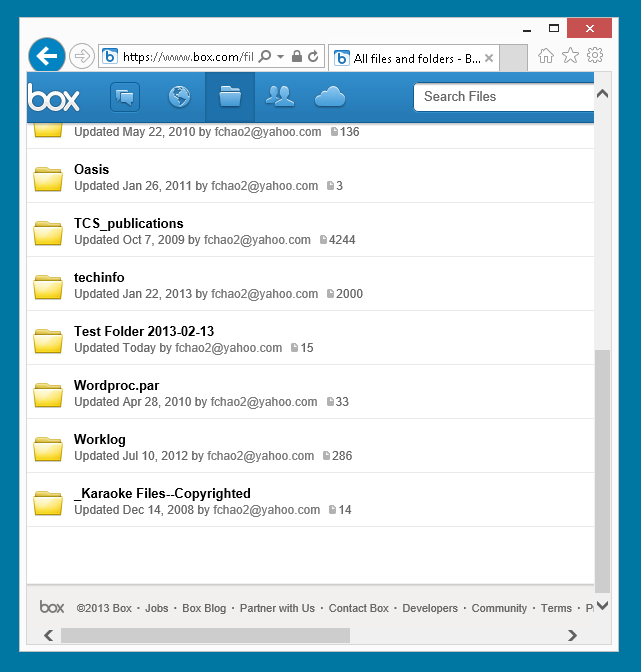 https://www.box.com/fil
All files and folders - B...
box
Search Files
Updated May 22, 2010 by fchao2@yahoo.com 136
Oasis
Updated Jan 26, 2011 by fchao2@yahoo.com 3
TCS_publications
Updated Oct 7, 2009 by fchao2@yahoo.com 4244
techinfo
Updated Jan 22, 2013 by fchao2@yahoo.com 2000
Test Folder 2013-02-13
Updated Today by fchao2@yahoo.com 15
Wordproc.par
Updated Apr 28, 2010 by fchao2@yahoo.com 33
Worklog
Updated Jul 10, 2012 by fchao2@yahoo.com 286
_Karaoke Files--Copyrighted
Updated Dec 14, 2008 by fchao2@yahoo.com 14
box ©2013 Box · Jobs · Box Blog · Partner with Us · Contact Box · Developers · Community · Terms ·